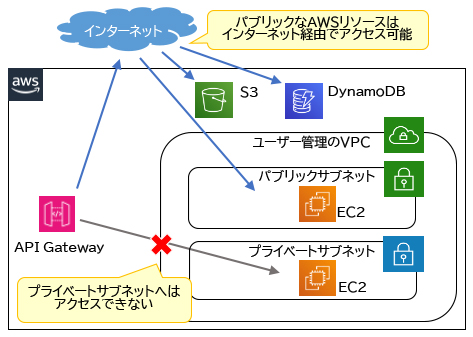 インターネット
パブリックなAWSリソースは
インターネット経由でアクセス可能
aws
S3
DynamoDB
ユーザー管理のVPC
パブリックサブネット
EC2
API Gateway
プライベートサブネット
EC2
プライベートサブネットへは
アクセスできない